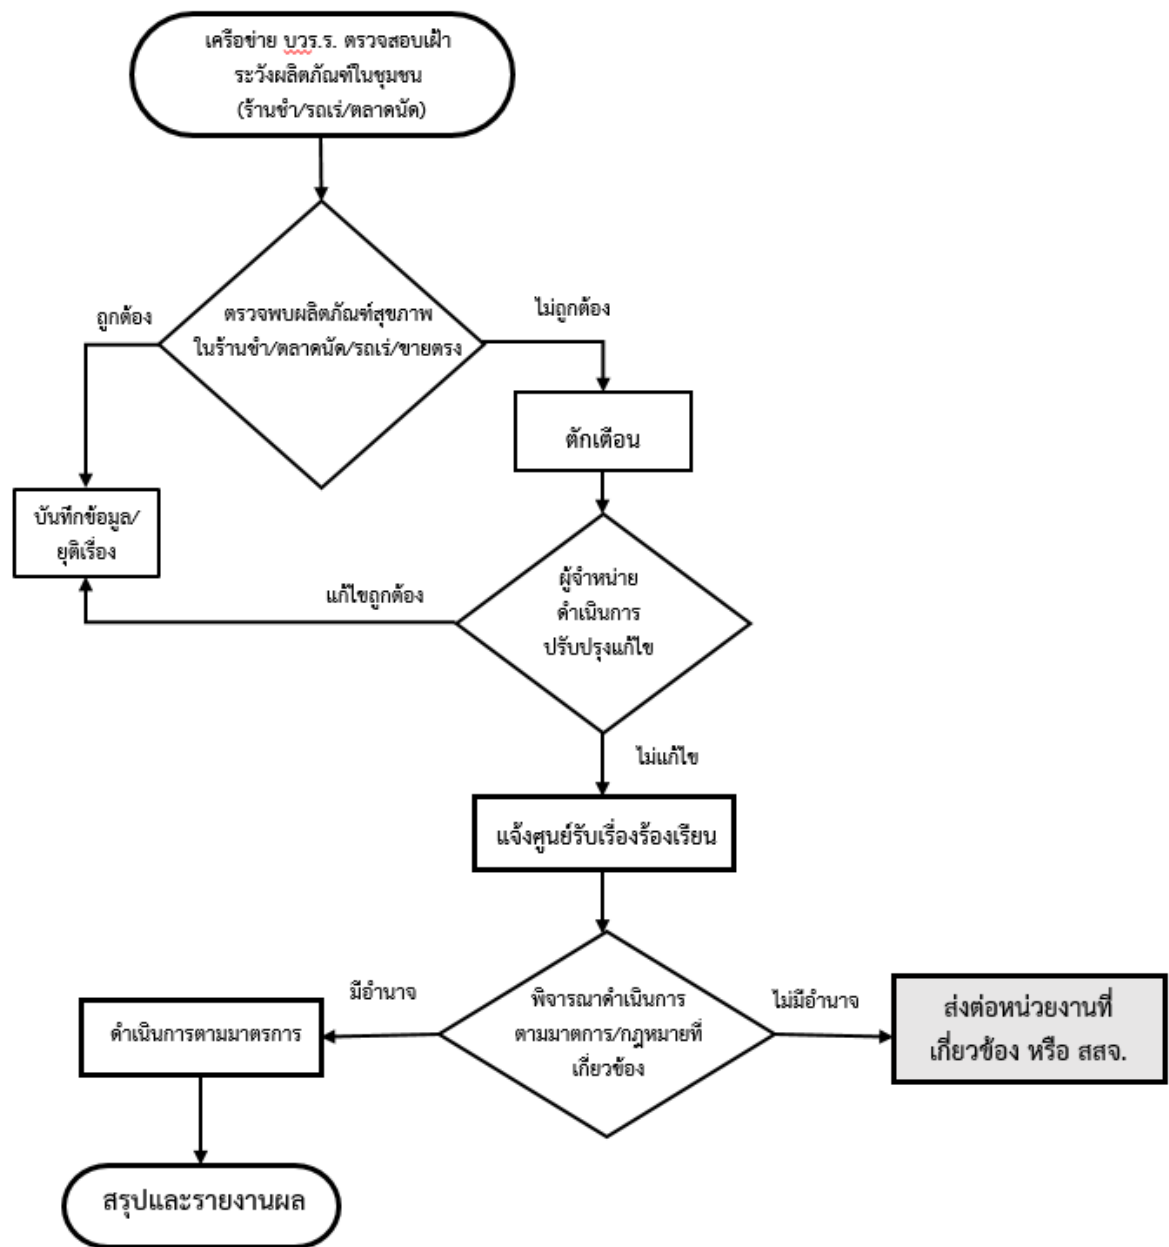 เครือข่าย บวร.ร. ตรวจสอบเฝ้า
ระวังผลิตภัณฑ์ในชุมชน
(ร้านชำ/รถเร่/ตลาดนัด)
ถูกต้อง
ตรวจพบผลิตภัณฑ์สุขภาพ
ในร้านชำ/ตลาดนัด/รถเร่/ขายตรง
ไม่ถูกต้อง
ตักเตือน
บันทึกข้อมูล/
ยุติเรื่อง
แก้ไขถูกต้อง
ผู้จำหน่าย
ดำเนินการ
ปรับปรุงแก้ไข
ไม่แก้ไข
แจ้งศูนย์รับเรื่องร้องเรียน
มีอำนาจ
พิจารณาดำเนินการ
ตามมาตการ/กฎหมายที่
เกี่ยวข้อง
ไม่มีอำนาจ
ดำเนินการตามมาตรการ
ส่งต่อหน่วยงานที่
เกี่ยวข้อง หรือ สสจ.
สรุปและรายงานผล